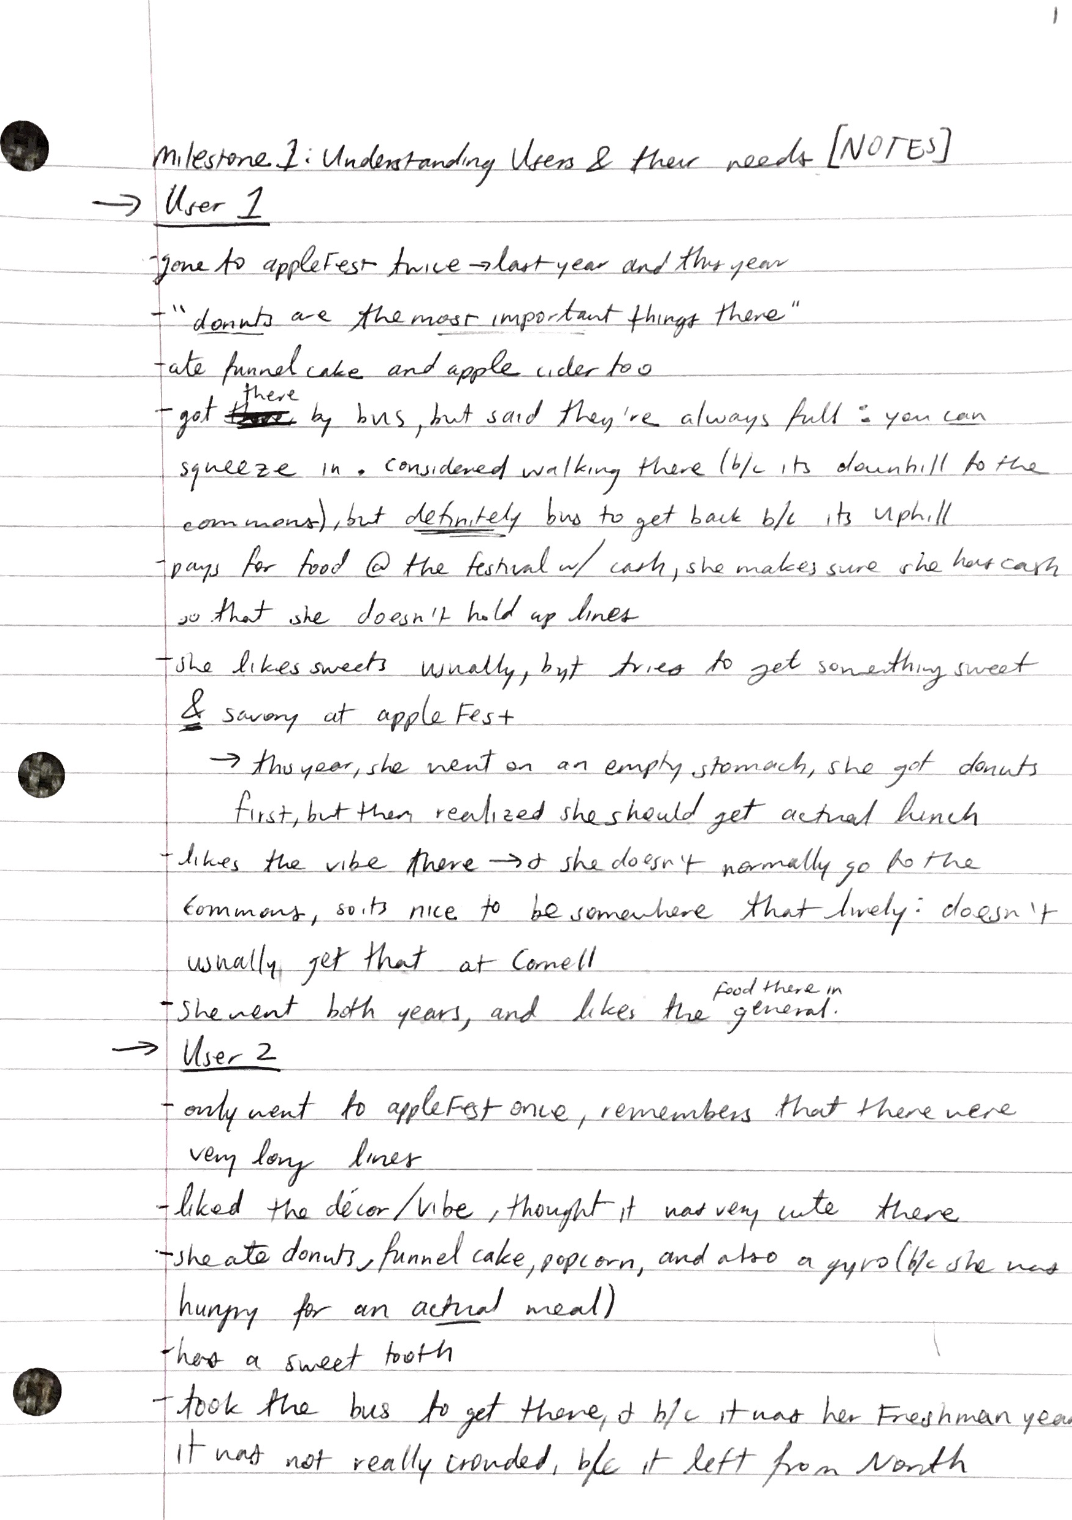 1
Milestone 1: Understanding Users & their needs [NOTES]
→ User 1
-gone to appleFest twice → last year and this year
- "donuts are the most important things there"
-ate funnel cake and apple cider too
there
- got by bus, but said they're always full : you can
squeeze in. considered walking there (b/c its downhill to the
commons), but definitely bus to get back b/c its uphill
-pays for food @ the festival w/ cash, she makes sure she has cash
so that she doesn't hold up lines
-she likes sweets usually, byt tries to get something sweet
& savory at appleFest
→ this year, she went on an empty stomach, she got donuts
first, but then realized she should get actual lunch
-likes the vibe there → & she doesn't normally go to the
commons, so its nice to be somewhere that lively : doesn't
usually get that at Cornell
food there in
-she went both years, and likes the general.
→ User 2
- only went to appleFest once, remembers that there were
very long lines
-liked the décor/vibe, thought it was very cute there
-she ate donuts, funnel cake, popcorn, and also a gyro (b/c she was
hungry for an actual meal)
-has a sweet tooth
- took the bus to get there, & b/c it was her Freshman year
it was not really crowded, b/c it left from North